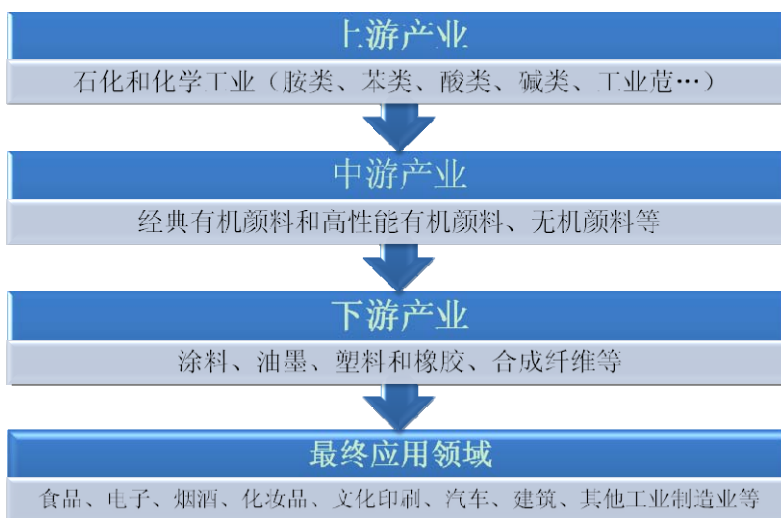 上游产业
石化和化学工业（胺类、苯类、酸类、碱类、工业苊…）
中游产业
经典有机颜料和高性能有机颜料、无机颜料等
下游产业
涂料、油墨、塑料和橡胶、合成纤维等
最终应用领域
食品、电子、烟酒、化妆品、文化印刷、汽车、建筑、其他工业制造业等